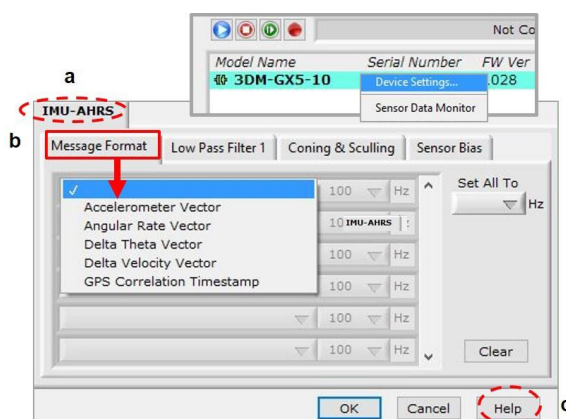 Not Co
Model Name Serial Number FW Ver
3DM-GX5-10 .028
Device Settings...
Sensor Data Monitor
a
IMU-AHRS
b
Message Format Low Pass Filter 1 Coning & Sculling Sensor Bias
✓
Accelerometer Vector
Angular Rate Vector
Delta Theta Vector
Delta Velocity Vector
GPS Correlation Timestamp
100 Hz
10 IMU-AHRS
100 Hz
100 Hz
100 Hz
100 Hz
Set All To
Hz
Clear
OK Cancel Help
c